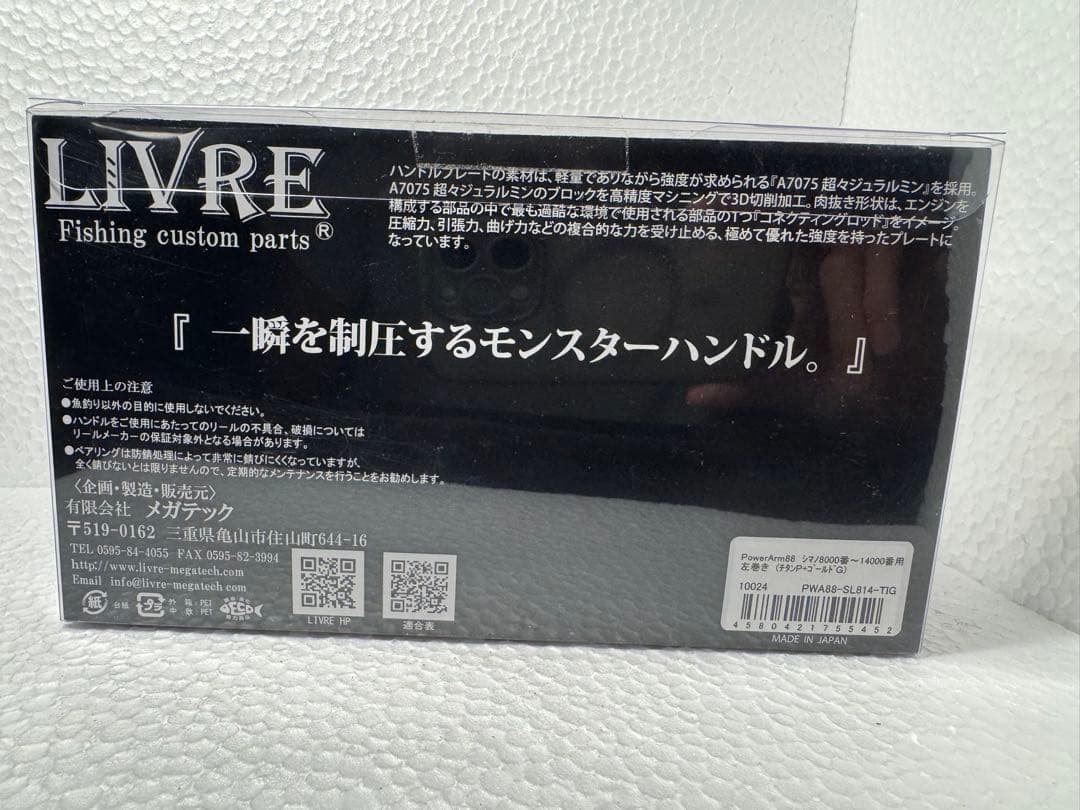 LIVRE
Fishing custom parts®
ハンドルプレードの素材は、軽量でありながら強度が求められる『A7075 超々ジュラルミン』を採用。
A7075 超々ジュラルミンのブロックを高精度マシニングで3D切削加工。肉抜き形状は、エンジンを
構成する部品の中で最も過酷な環境で使用される部品の1つ『コネクティングロッド』をイメージ。
圧縮力、引張力、曲げ力などの複合的な力を受け止める、極めて優れた強度を持ったプレートに
なっています。
『 一瞬を制圧するモンスターハンドル。』
ご使用上の注意
●魚釣り以外の目的に使用しないでください。
●ハンドルをご使用にあたってのリールの不具合、破損については
リールメーカーの保証対象外となる場合があります。
●ベアリングは防錆処理によって非常に錆びにくくなっていますが、
全く錆びないとは限りませんので、定期的なメンテナンスを行うことをお勧めします。
〈企画・製造・販売元〉
有限会社 メガテック
〒519-0162 三重県亀山市住山町644-16
TEL 0595-84-4055 FAX 0595-82-3994
http://www.livre-megatech.com
Email info@livre-megatech.com
紙 台紙 プラ 外 箱:PET
中 敷:PET
ECO
LIVRE HP
適合表
PowerArm88 シマノ8000番～14000番用
左巻き (チタンP+ゴールドG)
10024 PWA88-SL814-TIG
4580421755452
MADE IN JAPAN